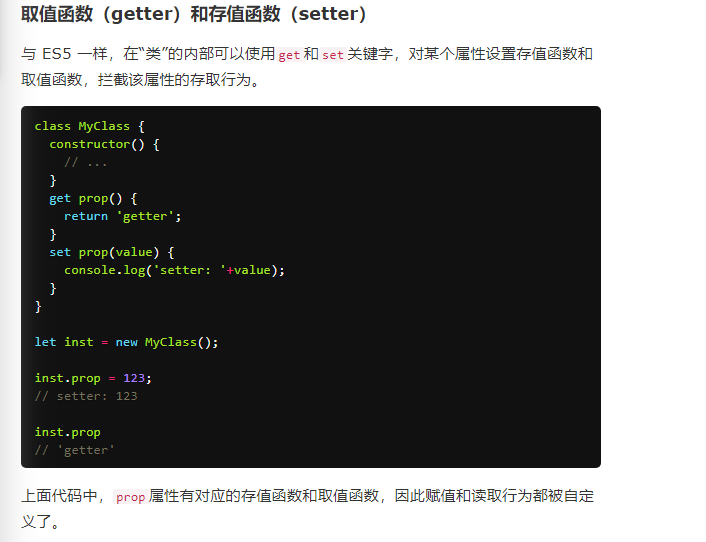 取值函数（getter）和存值函数（setter）
与 ES5 一样，在“类”的内部可以使用get和set关键字，对某个属性设置存值函数和
取值函数，拦截该属性的存取行为。
class MyClass {
  constructor() {
    // ...
  }
  get prop() {
    return 'getter';
  }
  set prop(value) {
    console.log('setter: '+value);
  }
}
let inst = new MyClass();
inst.prop = 123;
// setter: 123
inst.prop
// 'getter'
上面代码中，prop属性有对应的存值函数和取值函数，因此赋值和读取行为都被自定
义了。